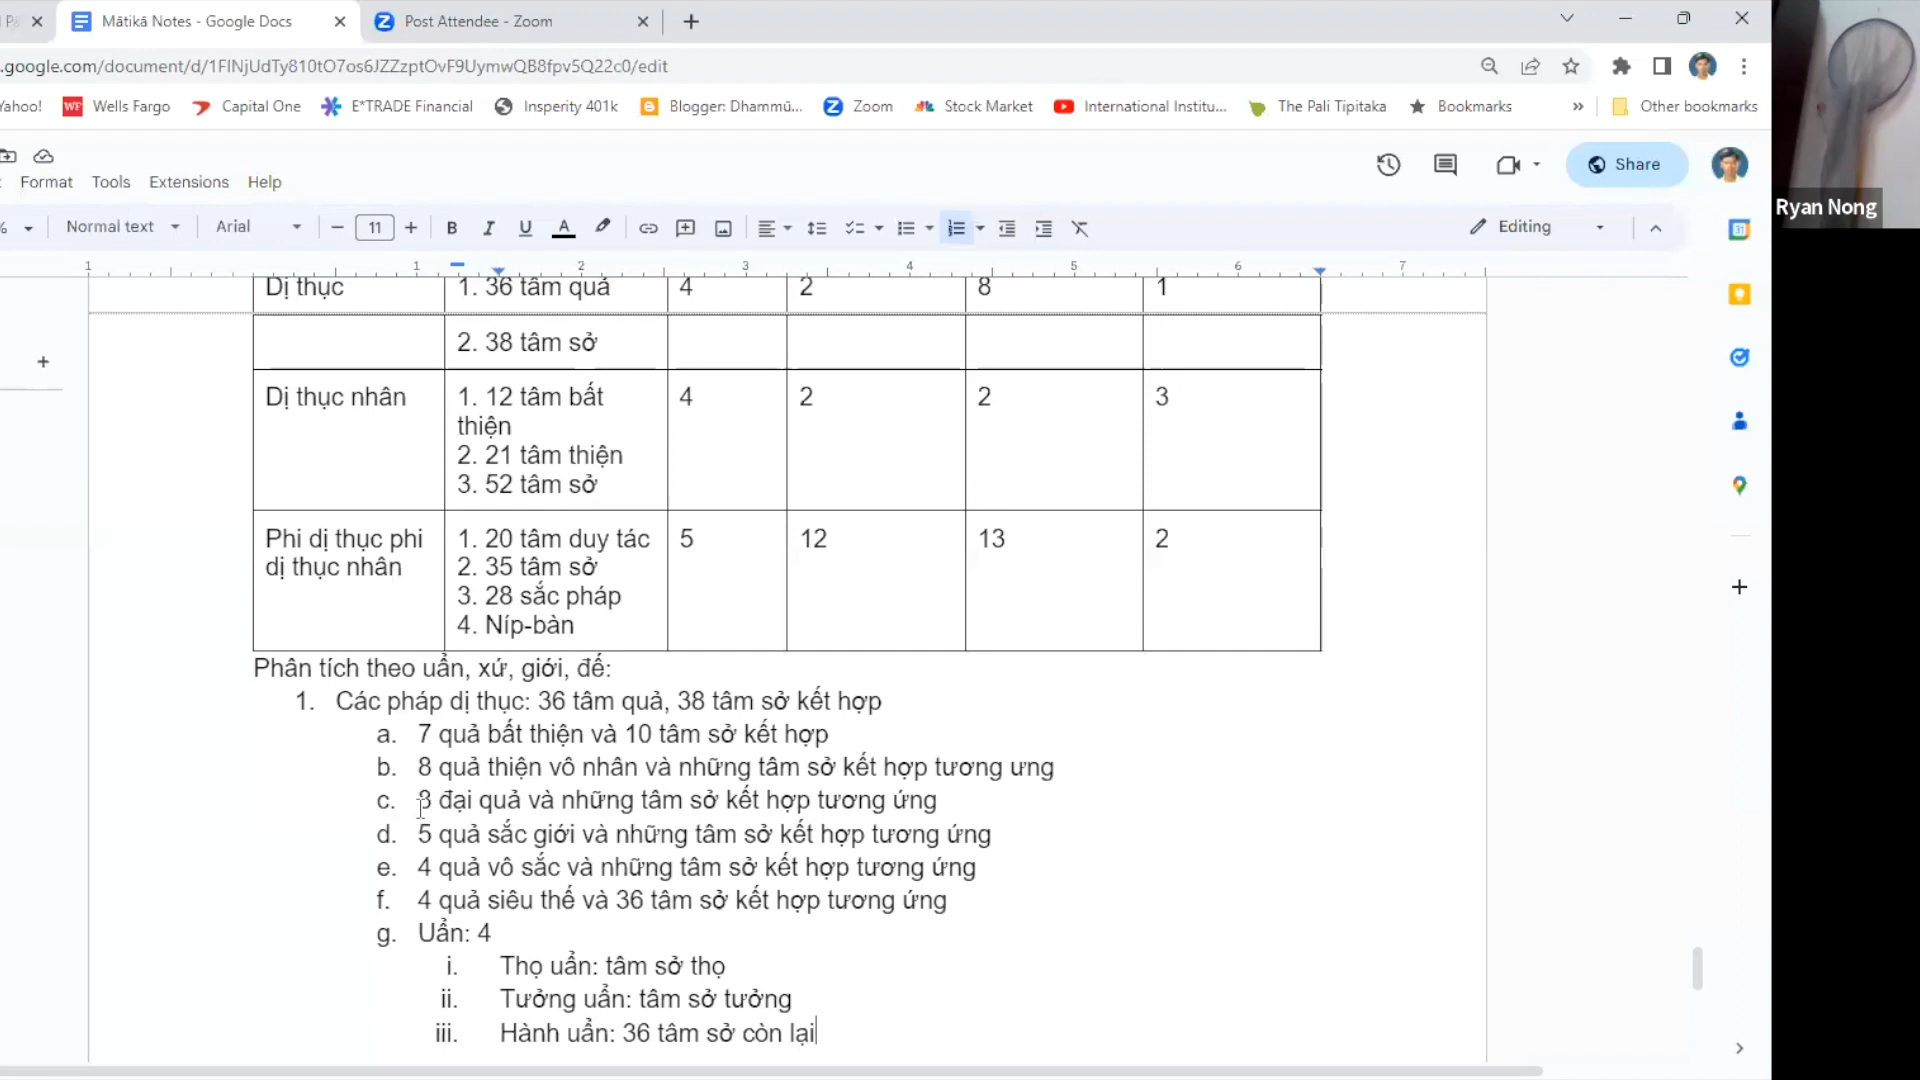 Mātikā Notes - Google Docs
Post Attendee - Zoom
.google.com/document/d/1FlNjUdTy810tO7os6JZZzptOvF9UymwQB8fpv5Q22c0/edit
Yahoo!
Wells Fargo
Capital One
E*TRADE Financial
Insperity 401k
Blogger: Dhammū...
Zoom
Stock Market
International Institu...
The Pali Tipitaka
Bookmarks
»
Other bookmarks
Format Tools Extensions Help
Share
% Normal text Arial 11 Editing
1 1 2 3 4 5 6 7
Dị thục 1. 36 tâm quả 4 2 8 1
2. 38 tâm sở
Dị thục nhân 1. 12 tâm bất 4 2 2 3
thiện
2. 21 tâm thiện
3. 52 tâm sở
Phi dị thục phi 1. 20 tâm duy tác 5 12 13 2
dị thục nhân 2. 35 tâm sở
3. 28 sắc pháp
4. Níp-bàn
Phân tích theo uẩn, xứ, giới, đế:
1. Các pháp dị thục: 36 tâm quả, 38 tâm sở kết hợp
a. 7 quả bất thiện và 10 tâm sở kết hợp
b. 8 quả thiện vô nhân và những tâm sở kết hợp tương ưng
c. 8 đại quả và những tâm sở kết hợp tương ứng
d. 5 quả sắc giới và những tâm sở kết hợp tương ứng
e. 4 quả vô sắc và những tâm sở kết hợp tương ứng
f. 4 quả siêu thế và 36 tâm sở kết hợp tương ứng
g. Uẩn: 4
i. Thọ uẩn: tâm sở thọ
ii. Tưởng uẩn: tâm sở tưởng
iii. Hành uẩn: 36 tâm sở còn lại
Ryan Nong